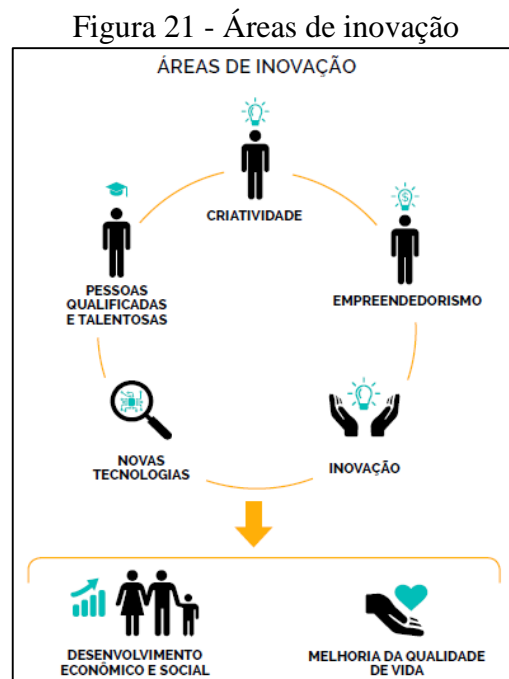 Figura 21 - Áreas de inovação
ÁREAS DE INOVAÇÃO
CRIATIVIDADE
PESSOAS
QUALIFICADAS
E TALENTOSAS
EMPREENDEDORISMO
NOVAS
TECNOLOGIAS
INOVAÇÃO
DESENVOLVIMENTO
ECONÔMICO E SOCIAL
MELHORIA DA QUALIDADE
DE VIDA